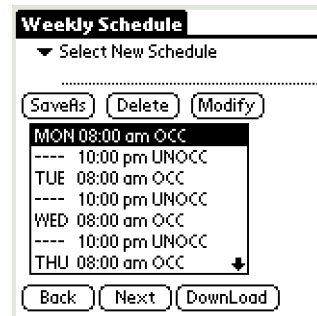 Weekly Schedule
Select New Schedule
SaveAs Delete Modify
MON 08:00 am OCC
---- 10:00 pm UNOCC
TUE 08:00 am OCC
---- 10:00 pm UNOCC
WED 08:00 am OCC
---- 10:00 pm UNOCC
THU 08:00 am OCC
Back Next DownLoad